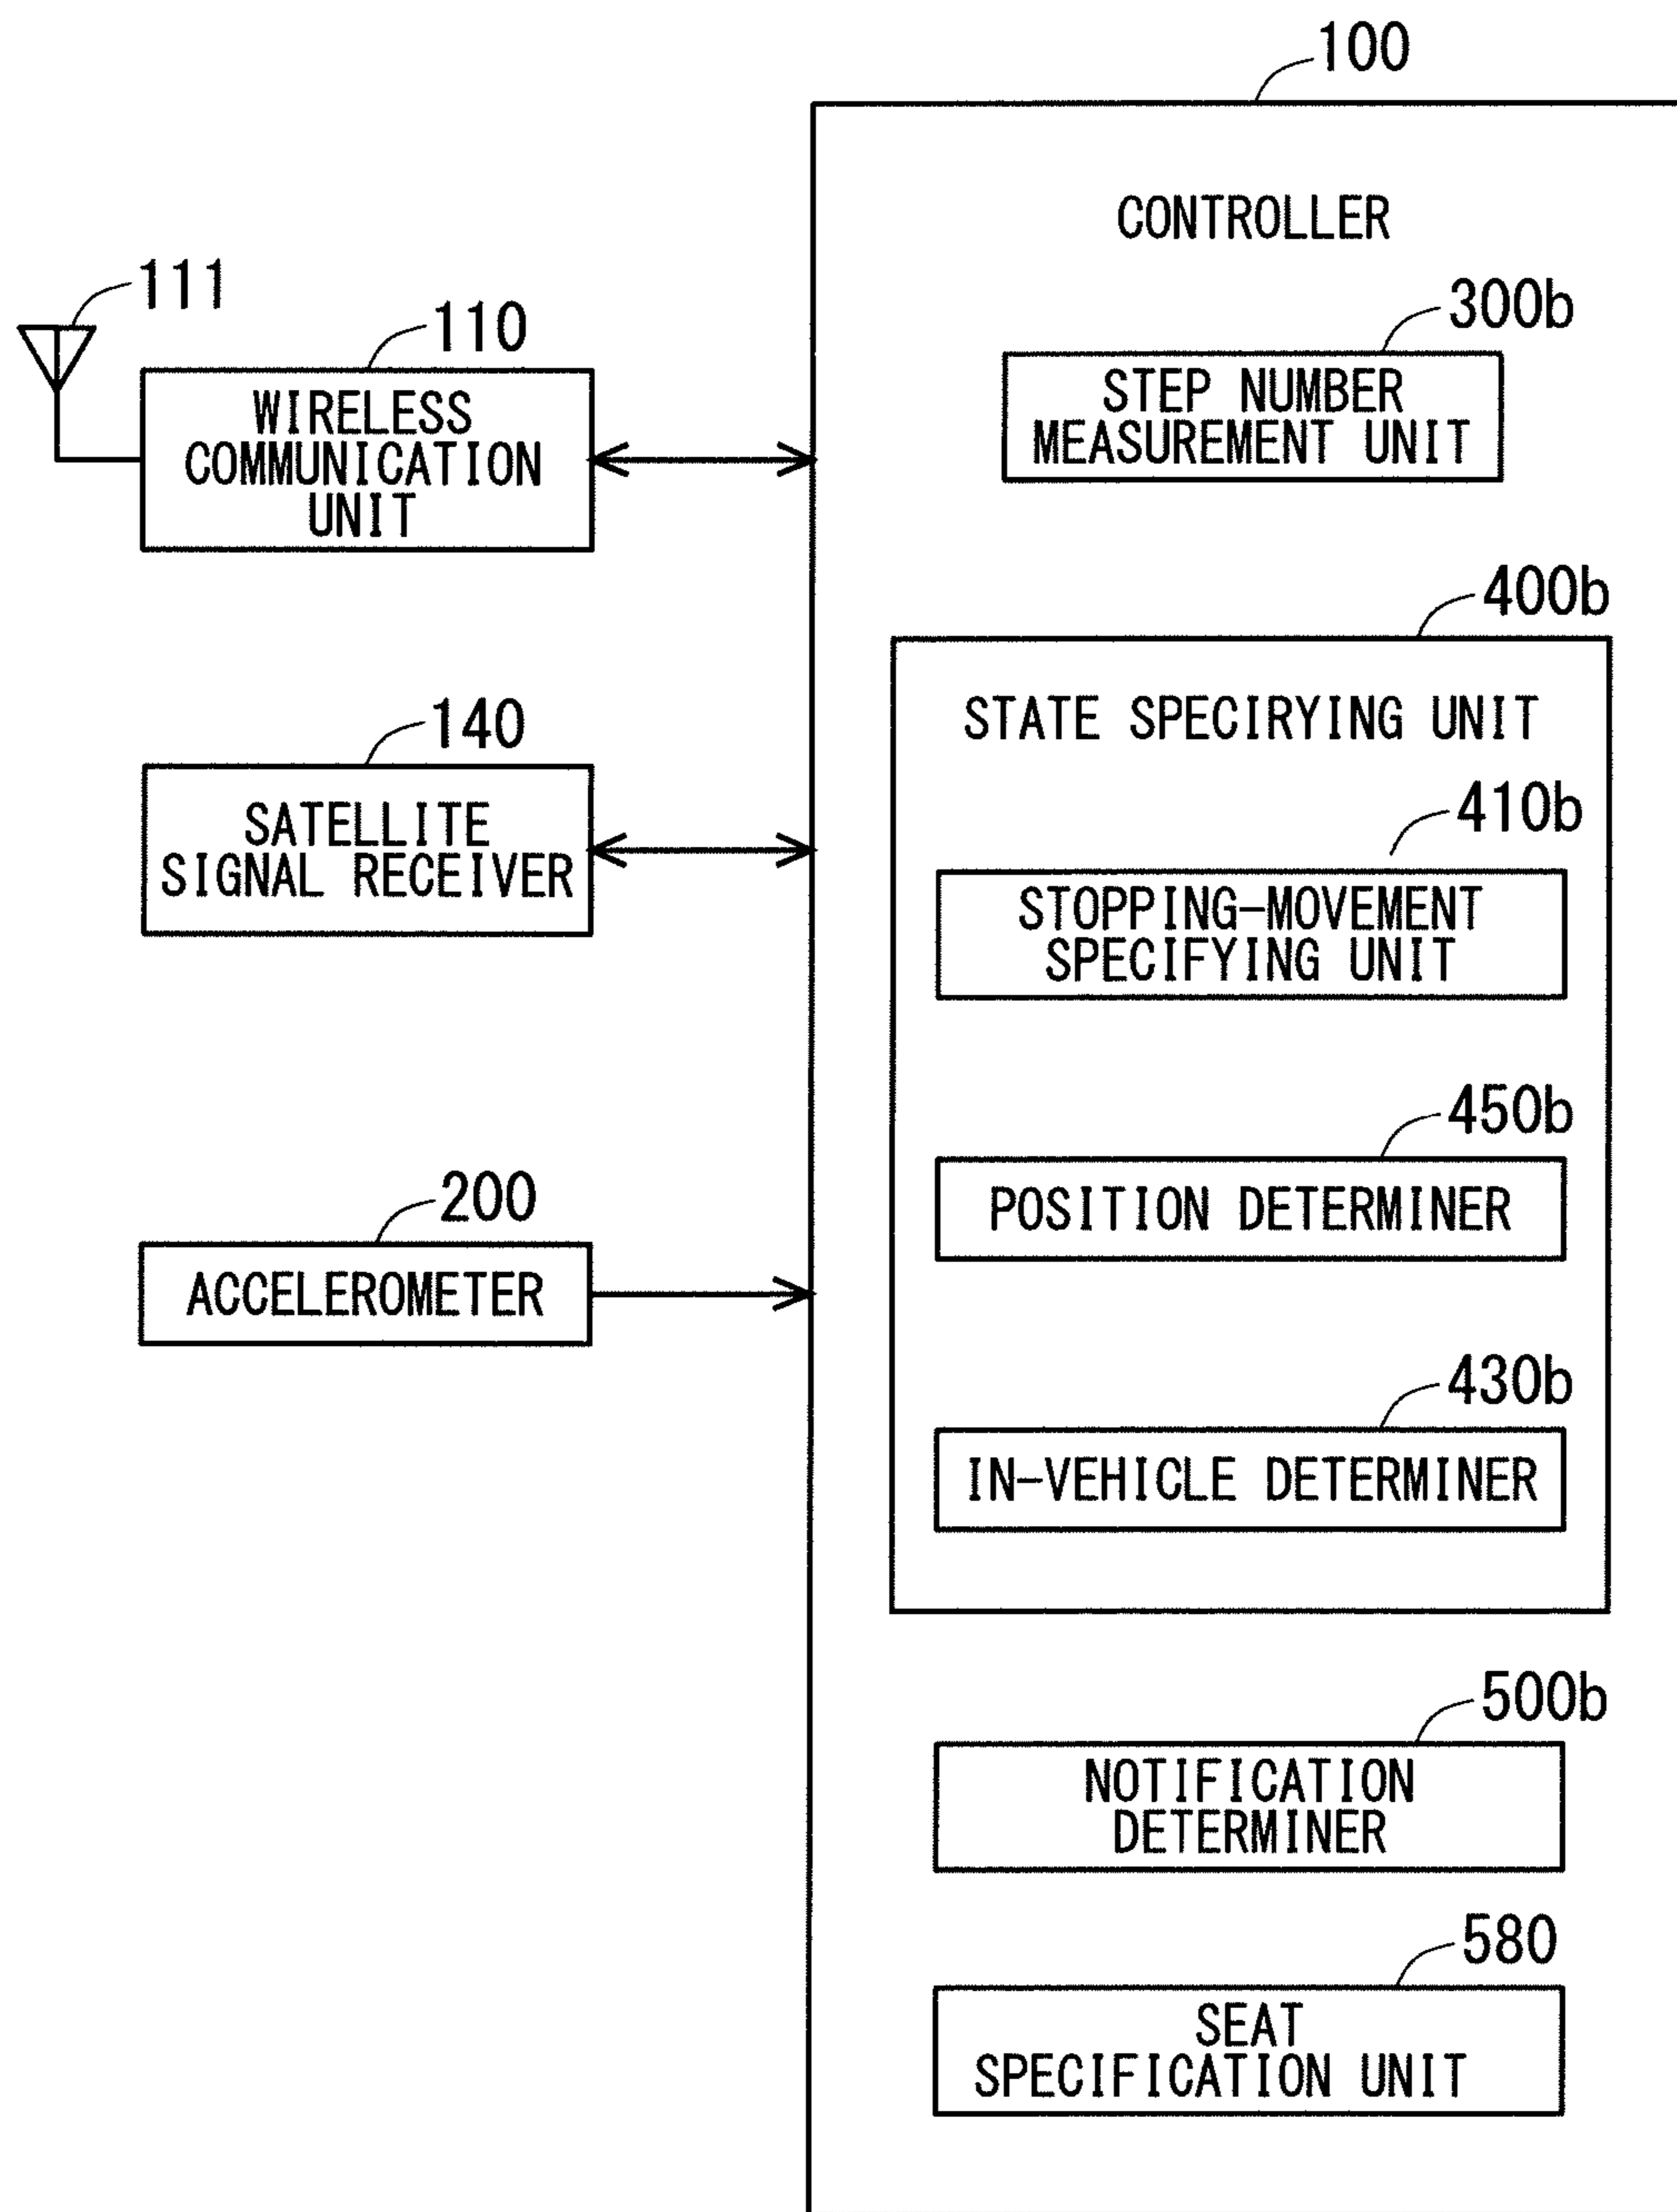 100
CONTROLLER
111
110
WIRELESS
COMMUNICATION
UNIT
300b
STEP NUMBER
MEASUREMENT UNIT
400b
STATE SPECIRYING UNIT
140
SATELLITE
SIGNAL RECEIVER
410b
STOPPING-MOVEMENT
SPECIFYING UNIT
450b
POSITION DETERMINER
200
ACCELEROMETER
430b
IN-VEHICLE DETERMINER
500b
NOTIFICATION
DETERMINER
580
SEAT
SPECIFICATION UNIT